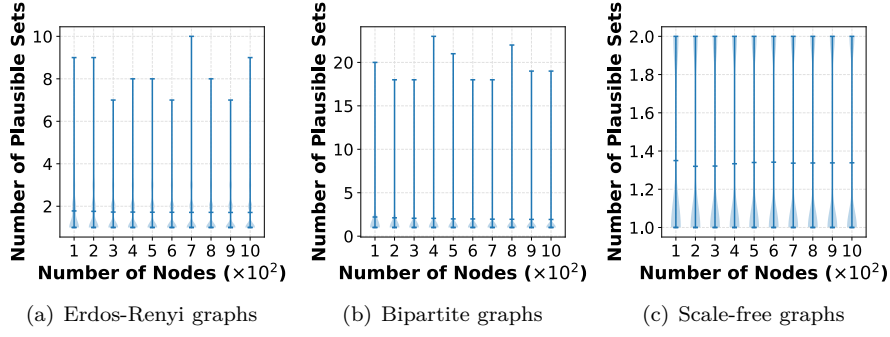 Number of Plausible Sets
10
8
6
4
2
1 2 3 4 5 6 7 8 9 10
Number of Nodes (×10²)
(a) Erdos-Renyi graphs
Number of Plausible Sets
20
15
10
5
0
1 2 3 4 5 6 7 8 9 10
Number of Nodes (×10²)
(b) Bipartite graphs
Number of Plausible Sets
2.0
1.8
1.6
1.4
1.2
1.0
1 2 3 4 5 6 7 8 9 10
Number of Nodes (×10²)
(c) Scale-free graphs